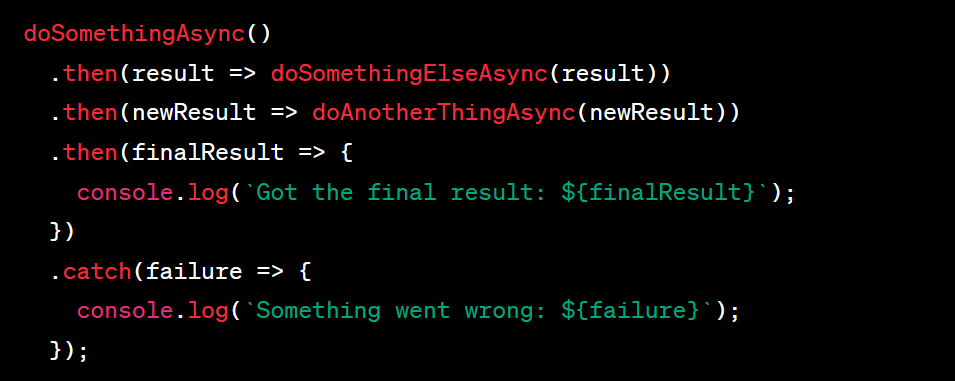 doSomethingAsync()
  .then(result => doSomethingElseAsync(result))
  .then(newResult => doAnotherThingAsync(newResult))
  .then(finalResult => {
    console.log(`Got the final result: ${finalResult}`);
  })
  .catch(failure => {
    console.log(`Something went wrong: ${failure}`);
  });